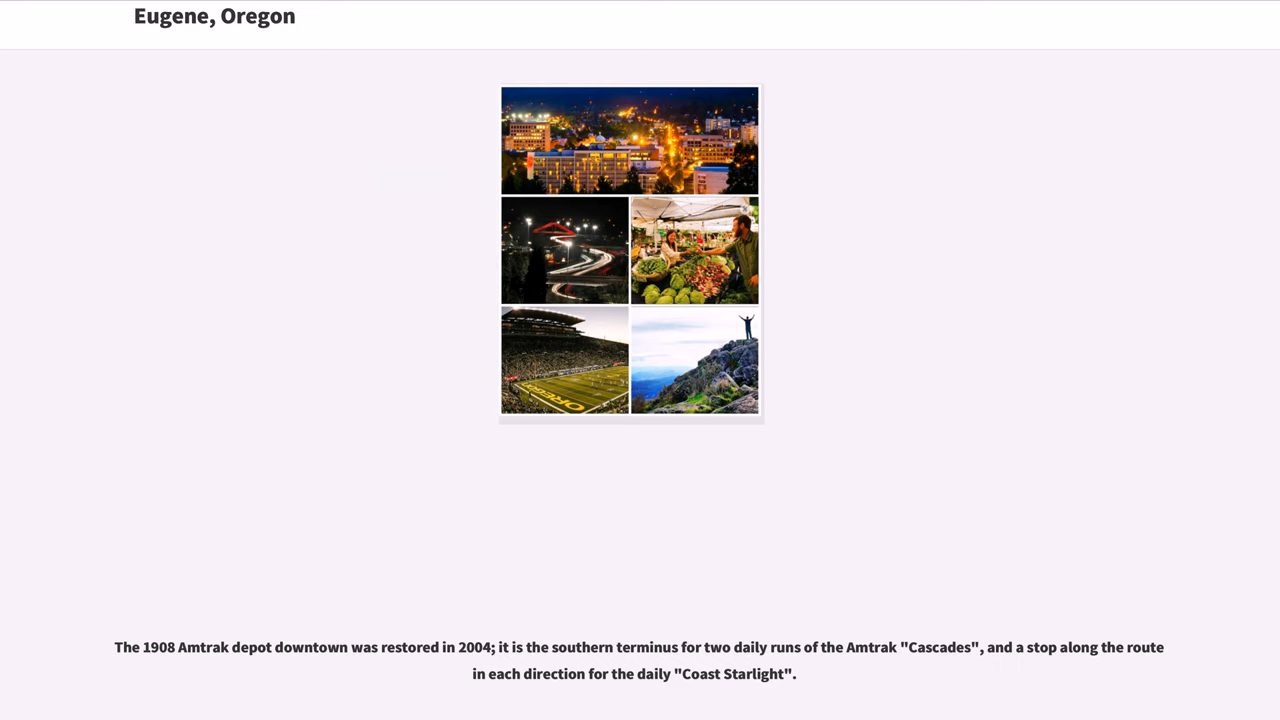 Eugene, Oregon
OREGO
The 1908 Amtrak depot downtown was restored in 2004; it is the southern terminus for two daily runs of the Amtrak "Cascades", and a stop along the route
in each direction for the daily "Coast Starlight".